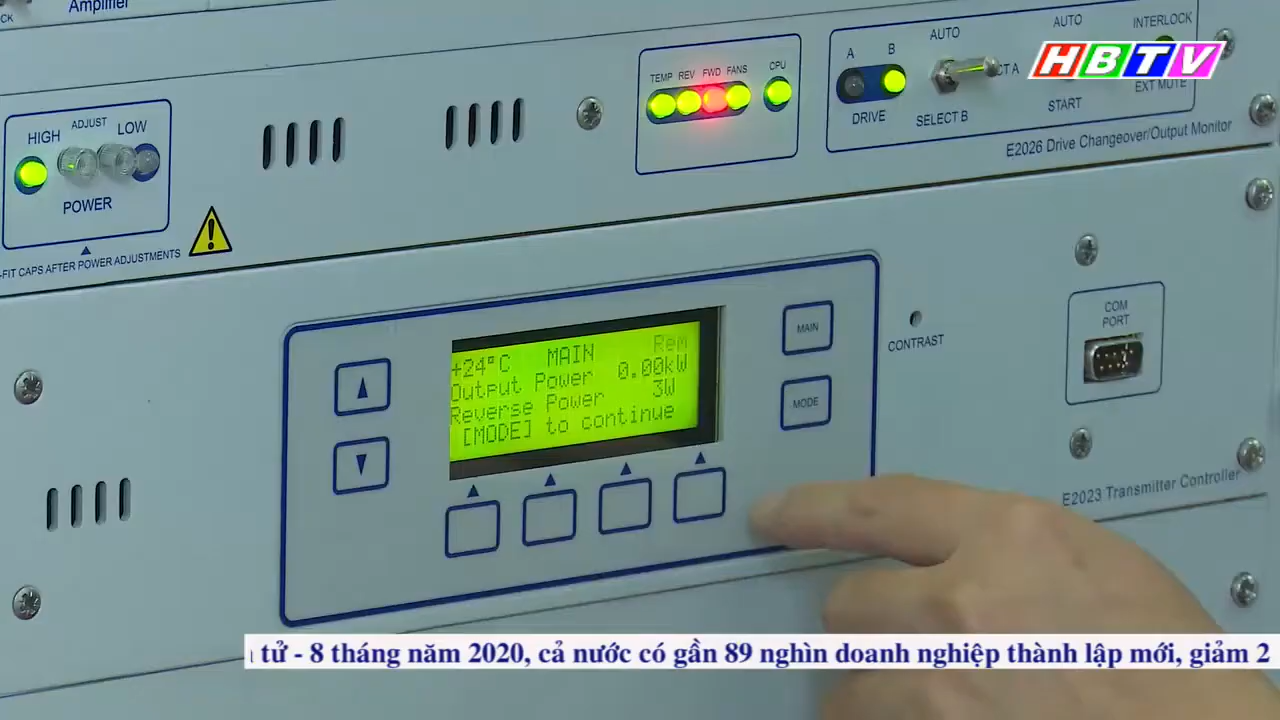 Amplifier
HIGH
ADJUST
LOW
POWER
-FIT CAPS AFTER POWER ADJUSTMENTS
TEMP REV FWD FANS
CPU
A
B
DRIVE
AUTO
SELECT B
CT A
AUTO
START
INTERLOCK
EXT MUTE
HBTV
E2026 Drive Changeover/Output Monitor
+24°C MAIN Rem
Output Power 0.00kW
Reverse Power 3W
[MODE] to continue
MAIN
MODE
CONTRAST
COM
PORT
E2023 Transmitter Controller
tử - 8 tháng năm 2020, cả nước có gần 89 nghìn doanh nghiệp thành lập mới, giảm 2